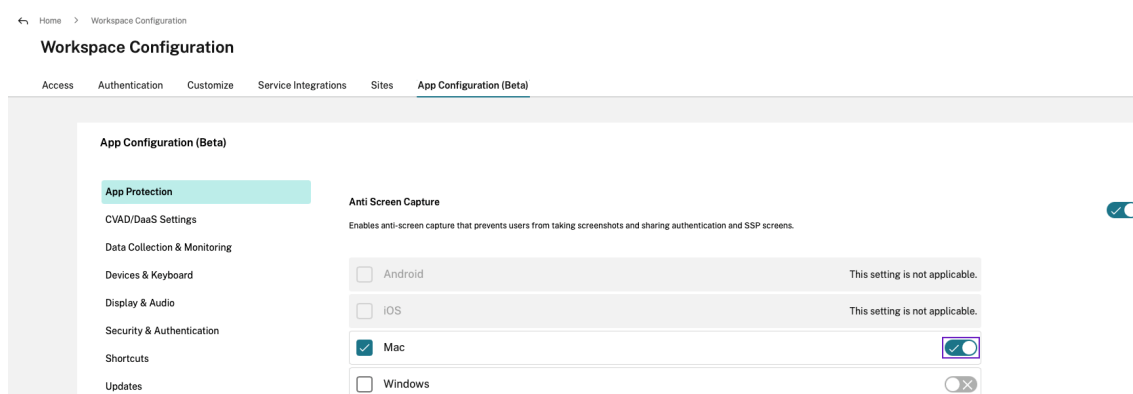 Home > Workspace Configuration
Workspace Configuration
Access Authentication Customize Service Integrations Sites App Configuration (Beta)
App Configuration (Beta)
App Protection
CVAD/DaaS Settings
Data Collection & Monitoring
Devices & Keyboard
Display & Audio
Security & Authentication
Shortcuts
Updates
Anti Screen Capture
Enables anti-screen capture that prevents users from taking screenshots and sharing authentication and SSP screens.
Android This setting is not applicable.
iOS This setting is not applicable.
Mac
Windows